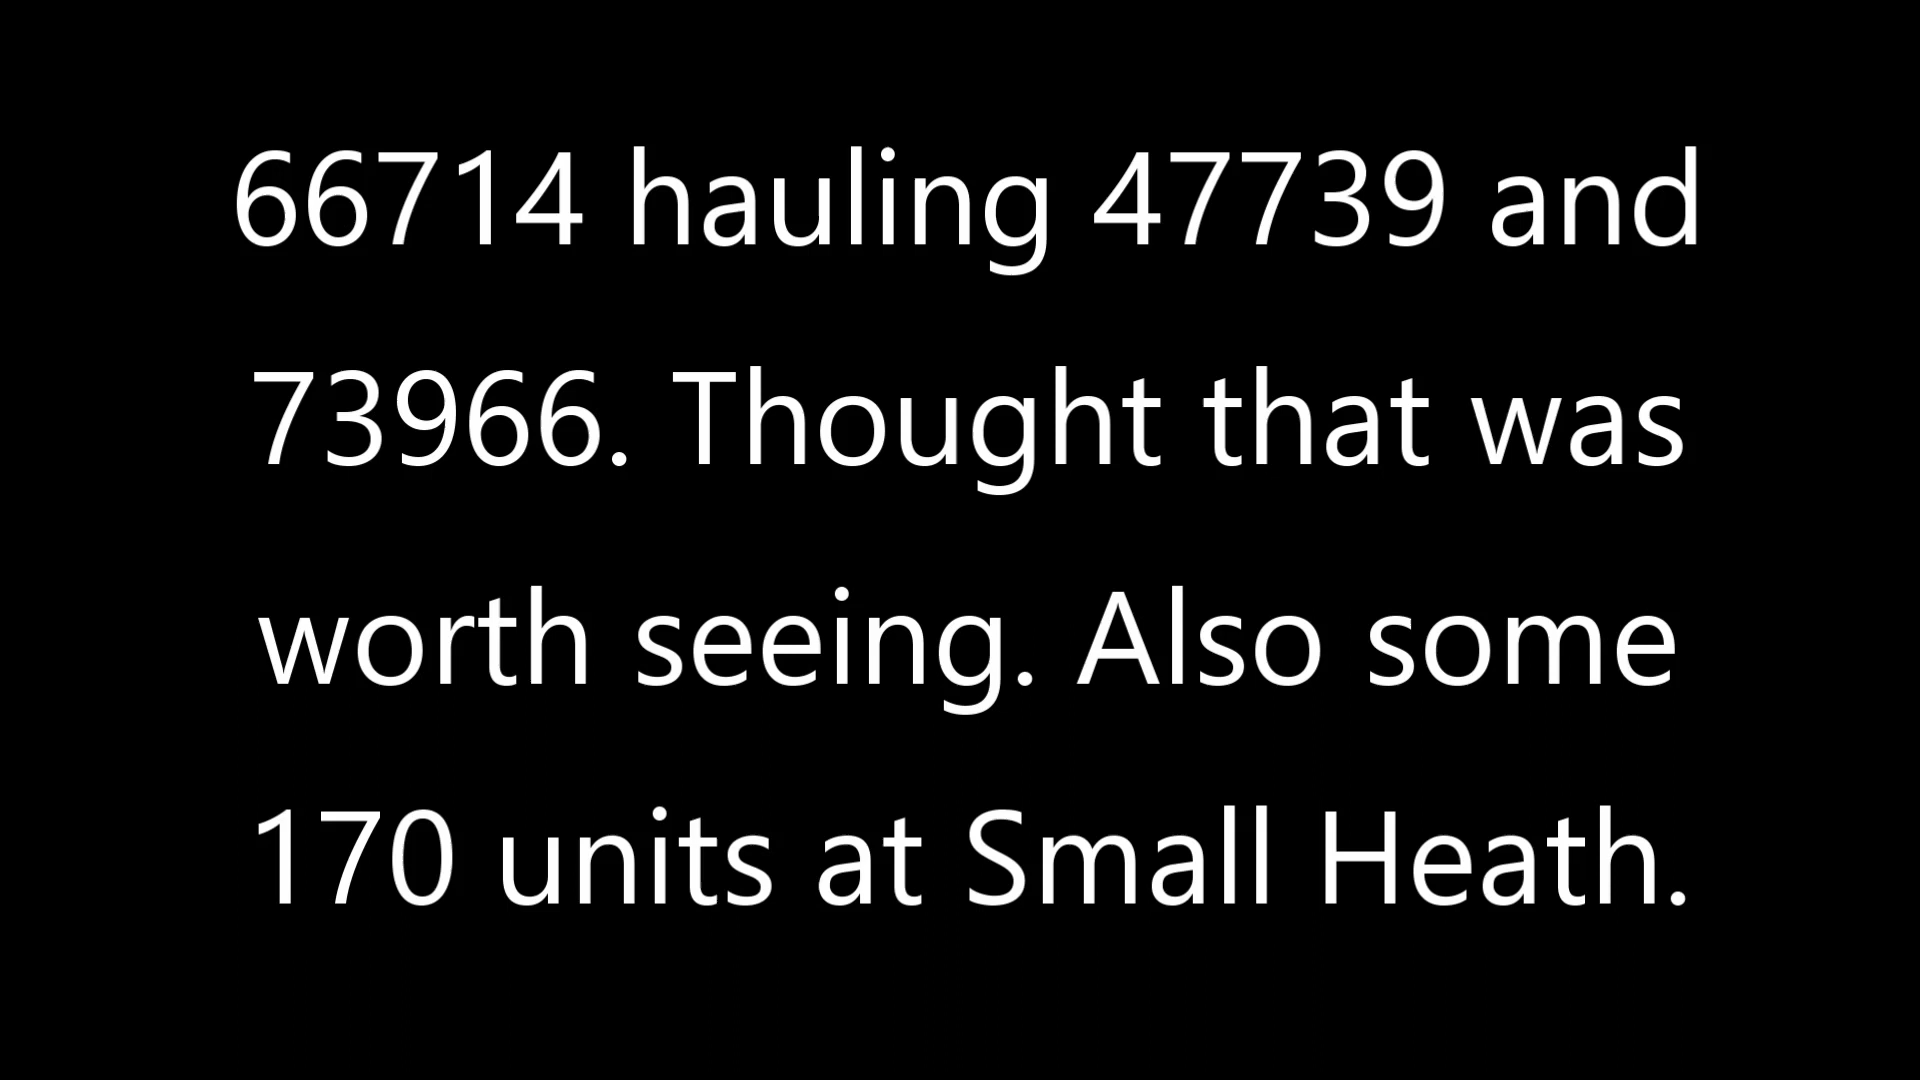 66714 hauling 47739 and
73966. Thought that was
worth seeing. Also some
170 units at Small Heath.